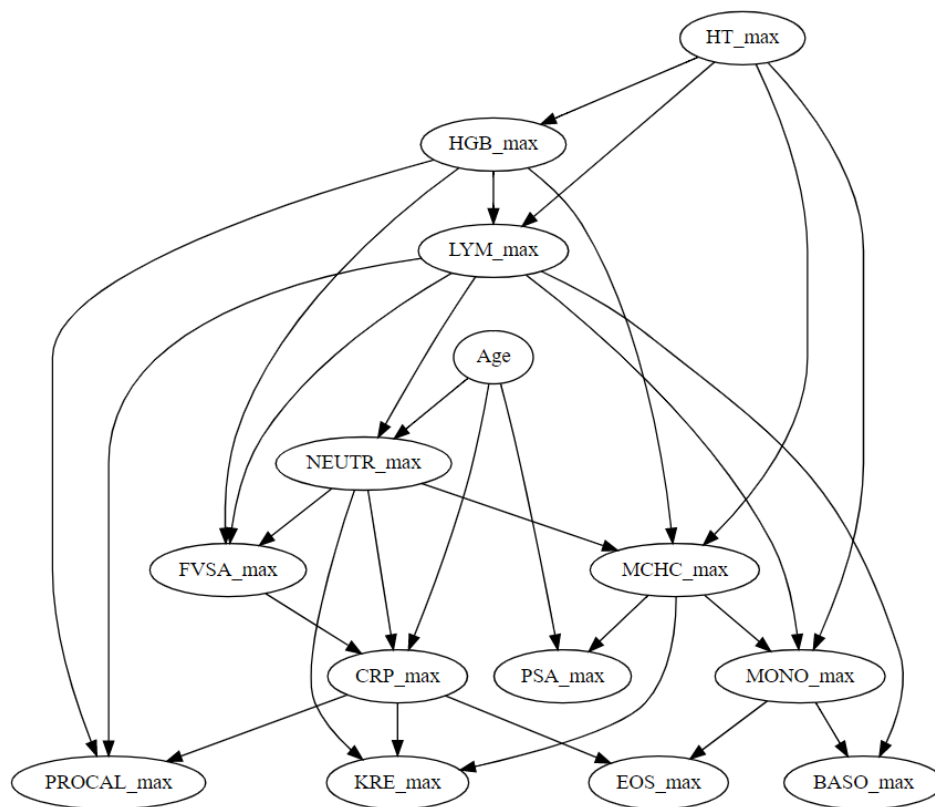 HT_max
HGB_max
LYM_max
Age
NEUTR_max
FVSA_max
MCHC_max
CRP_max
PSA_max
MONO_max
PROCAL_max
KRE_max
EOS_max
BASO_max